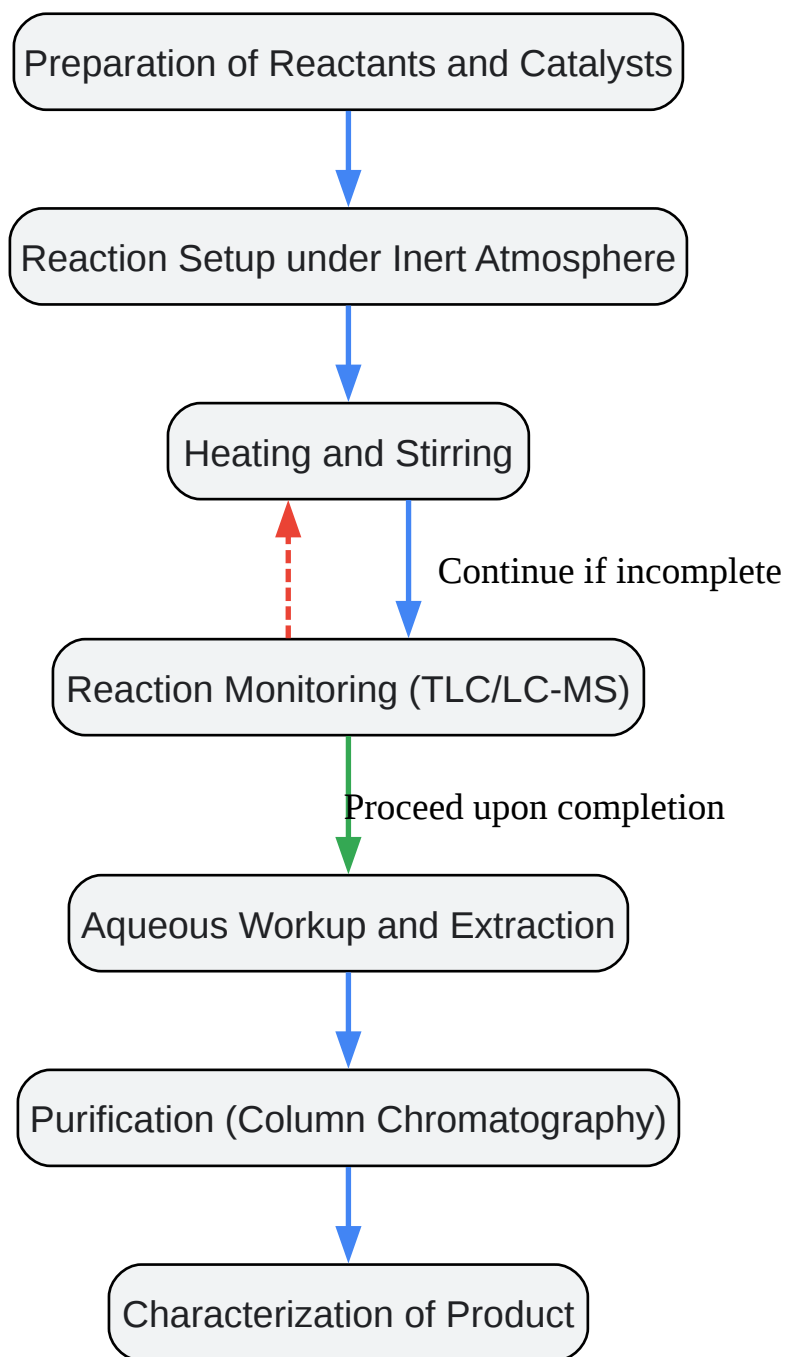 Preparation of Reactants and Catalysts
Reaction Setup under Inert Atmosphere
Heating and Stirring
Continue if incomplete
Reaction Monitoring (TLC/LC-MS)
Proceed upon completion
Aqueous Workup and Extraction
Purification (Column Chromatography)
Characterization of Product